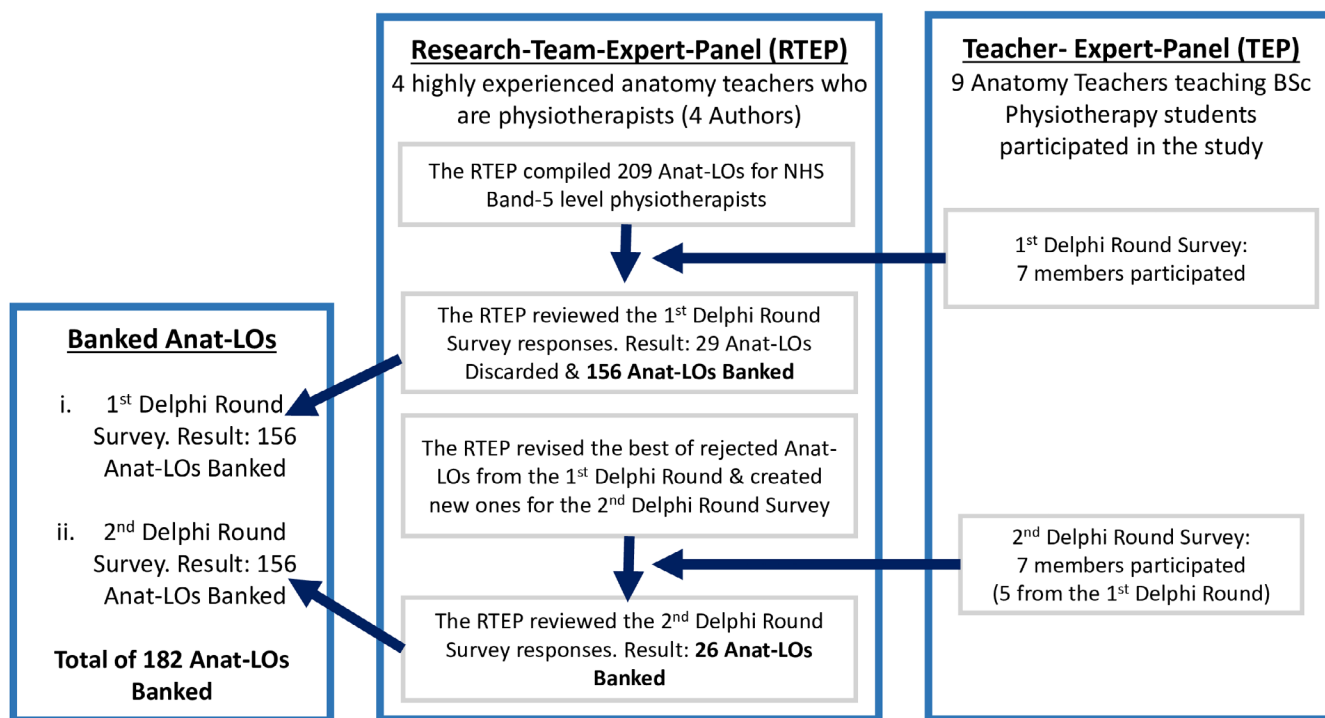 Research-Team-Expert-Panel (RTEP)
4 highly experienced anatomy teachers who
are physiotherapists (4 Authors)
The RTEP compiled 209 Anat-LOs for NHS
Band-5 level physiotherapists
The RTEP reviewed the 1st Delphi Round
Survey responses. Result: 29 Anat-LOs
Discarded & 156 Anat-LOs Banked
The RTEP revised the best of rejected Anat-
LOs from the 1st Delphi Round & created
new ones for the 2nd Delphi Round Survey
The RTEP reviewed the 2nd Delphi Round
Survey responses. Result: 26 Anat-LOs
Banked
Teacher- Expert-Panel (TEP)
9 Anatomy Teachers teaching BSc
Physiotherapy students
participated in the study
1st Delphi Round Survey:
7 members participated
2nd Delphi Round Survey:
7 members participated
(5 from the 1st Delphi Round)
Banked Anat-LOs
i. 1st Delphi Round
Survey. Result: 156
Anat-LOs Banked
ii. 2nd Delphi Round
Survey. Result: 156
Anat-LOs Banked
Total of 182 Anat-LOs
Banked